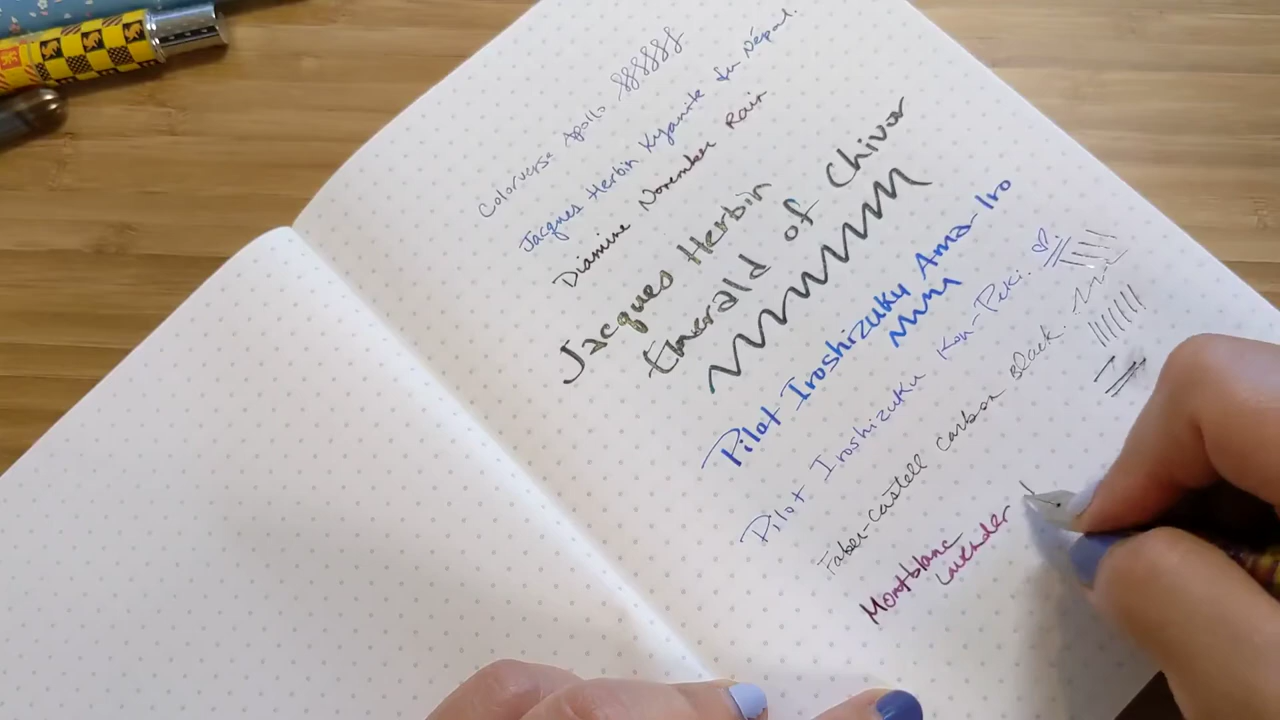 Colorverse Apollo
Jacques Herbin Kyanite du Népal.
Diamine November Rain
Jacques Herbin
Emerald of Chivor
Pilot Iroshizuku Ama-Iro
Pilot Iroshizuku Kon-Peki.
Faber-Castell Carbon Black.
Montblanc
Lavender